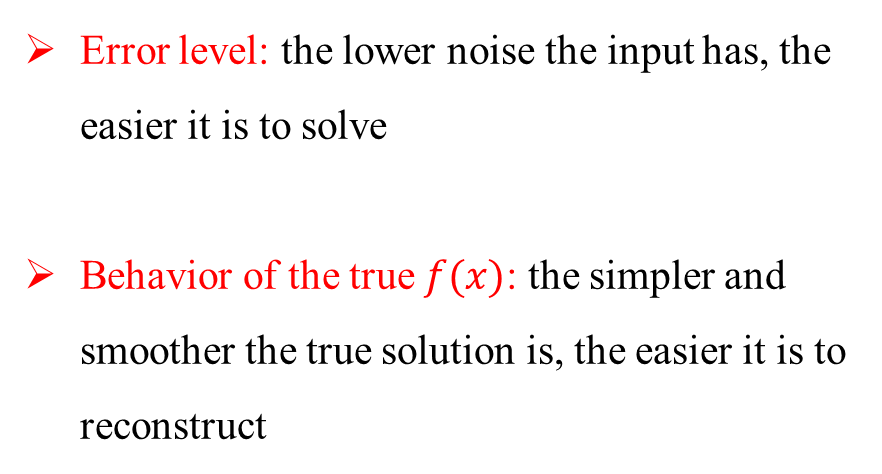 ➢ Error level: the lower noise the input has, the
easier it is to solve
➢ Behavior of the true f(x): the simpler and
smoother the true solution is, the easier it is to
reconstruct